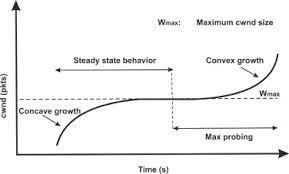 Wmax: Maximum cwnd size
Steady state behavior
Convex growth
Wmax
Concave growth
Max probing
cwnd (pkts)
Time (s)